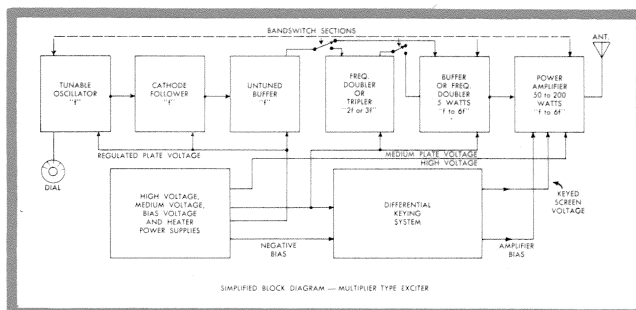 BANDSWITCH SECTIONS
ANT.
TUNABLE
OSCILLATOR
"f"
CATHODE
FOLLOWER
"f"
UNTUNED
BUFFER
"f"
FREQ.
DOUBLER
OR
TRIPLER
"2f or 3f"
BUFFER
OR FREQ.
DOUBLER
5 WATTS
"f to 6f"
POWER
AMPLIFIER
50 to 200
WATTS
"f to 6f"
REGULATED PLATE VOLTAGE
MEDIUM PLATE VOLTAGE
HIGH VOLTAGE
DIAL
HIGH VOLTAGE,
MEDIUM VOLTAGE,
BIAS VOLTAGE
AND HEATER
POWER SUPPLIES
DIFFERENTIAL
KEYING
SYSTEM
KEYED
SCREEN
VOLTAGE
NEGATIVE
BIAS
AMPLIFIER
BIAS
SIMPLIFIED BLOCK DIAGRAM — MULTIPLIER TYPE EXCITER